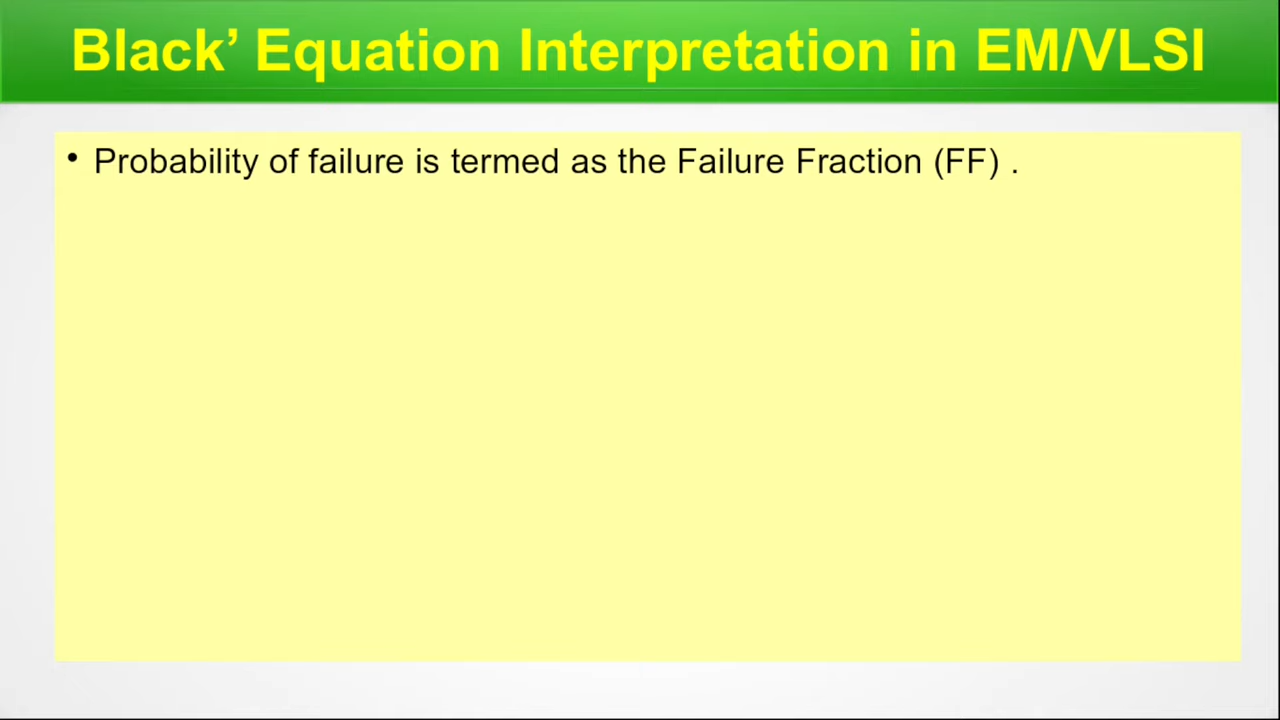 Black’ Equation Interpretation in EM/VLSI
• Probability of failure is termed as the Failure Fraction (FF) .